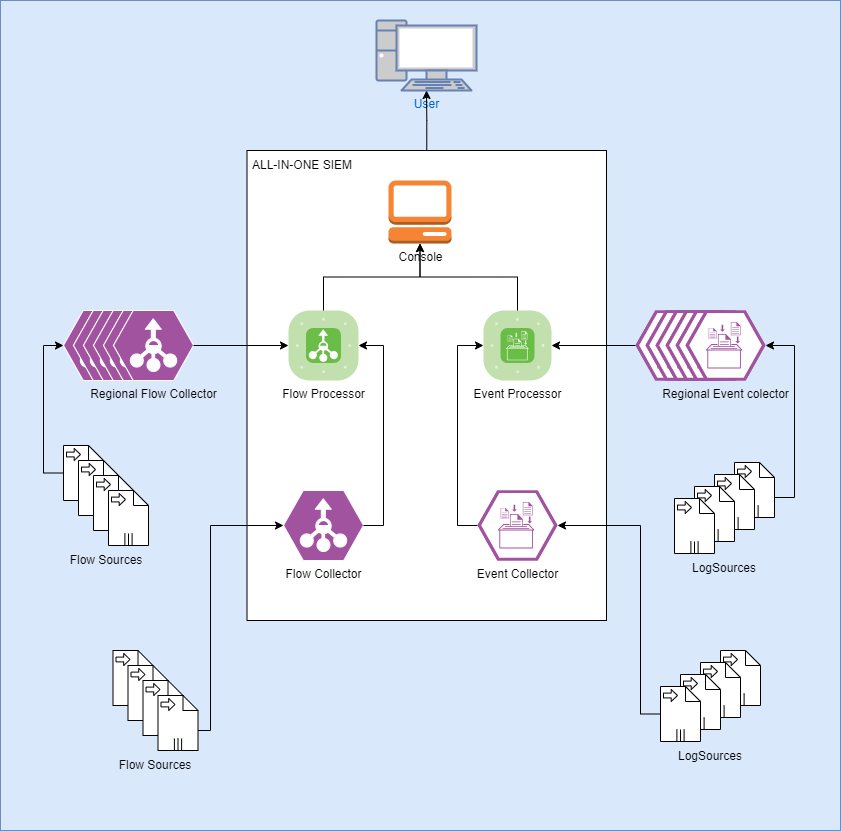 User
ALL-IN-ONE SIEM
Console
Regional Flow Collector
Flow Processor
Event Processor
Regional Event colector
Flow Sources
Flow Collector
Event Collector
LogSources
Flow Sources
LogSources